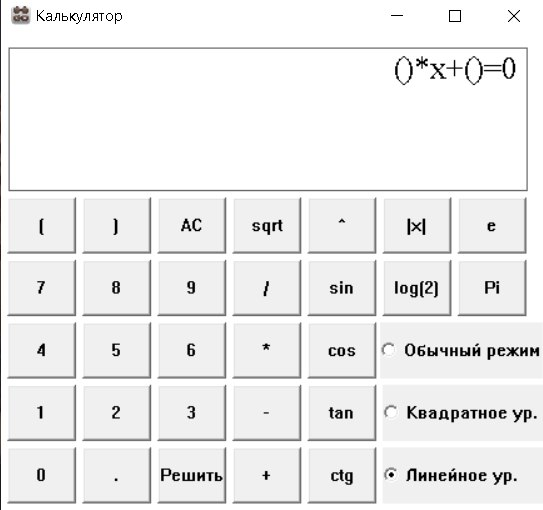 Калькулятор
()*x+()=0
( ) AC sqrt ^ |x| e
7 8 9 / sin log(2) Pi
4 5 6 * cos Обычный режим
1 2 3 - tan Квадратное ур.
0 . Решить + ctg Линейное ур.